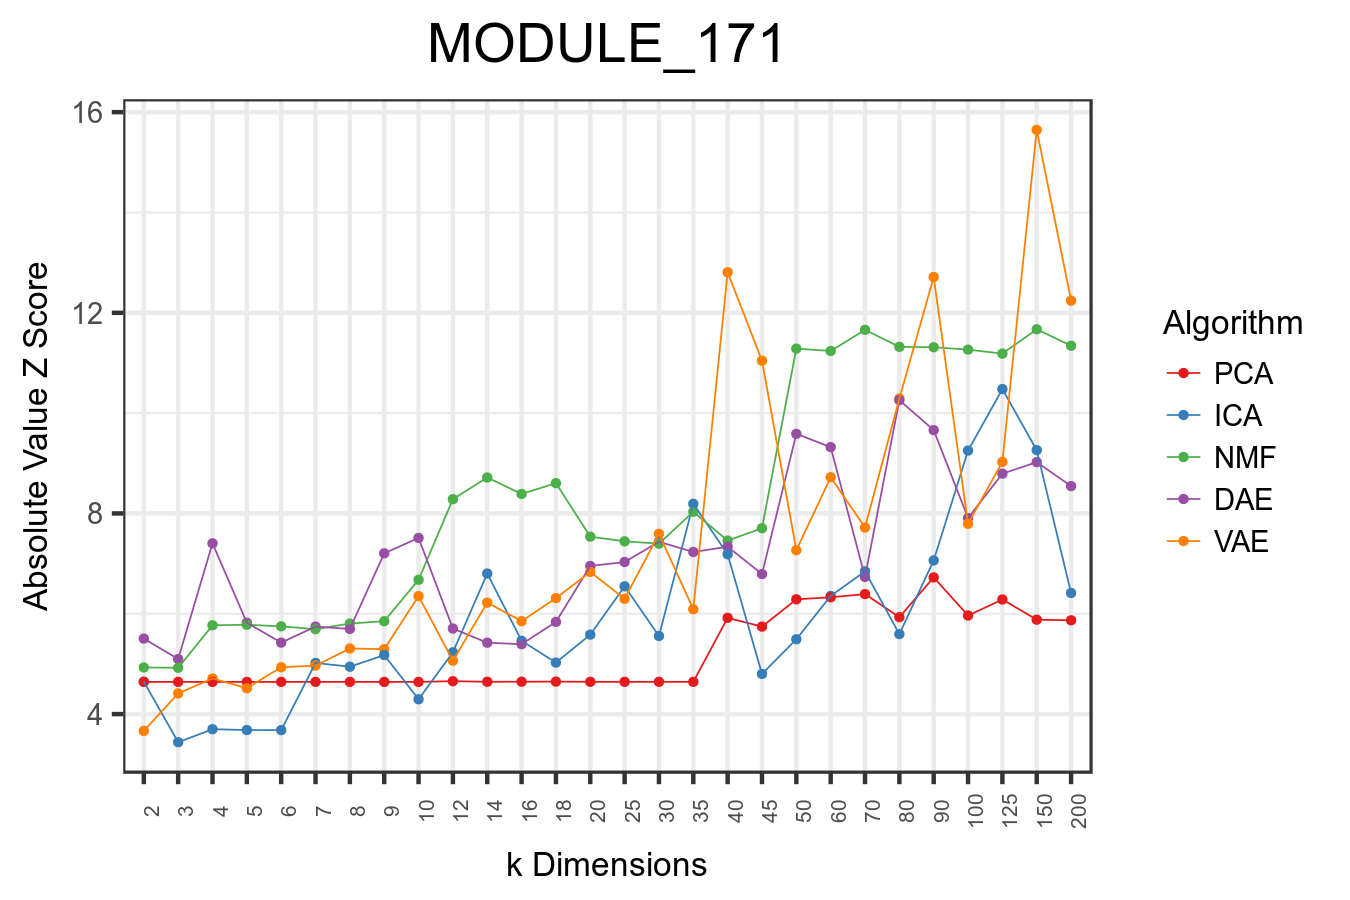 MODULE_171
16
12
8
4
Absolute Value Z Score
2 3 4 5 6 7 8 9 10 12 14 16 18 20 25 30 35 40 45 50 60 70 80 90 100 125 150 200
k Dimensions
Algorithm
PCA
ICA
NMF
DAE
VAE